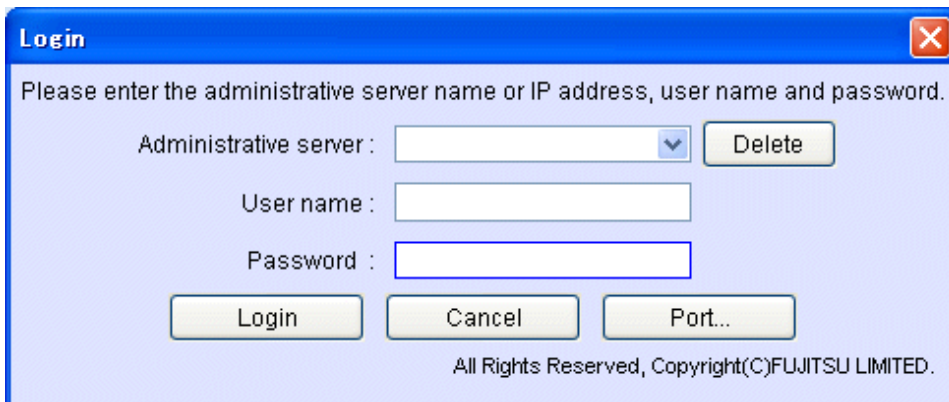 Login
Please enter the administrative server name or IP address, user name and password.
Administrative server : Delete
User name :
Password :
Login Cancel Port...
All Rights Reserved, Copyright(C)FUJITSU LIMITED.